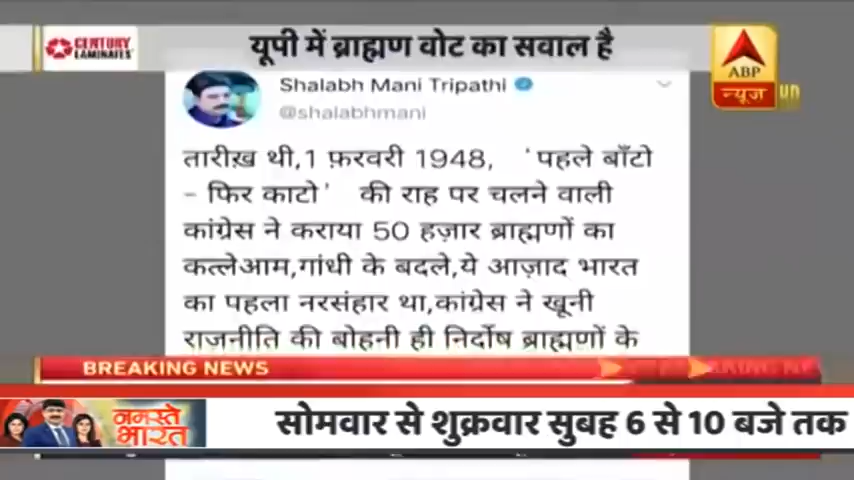 CENTURY
LAMINATES
यूपी में ब्राह्मण वोट का सवाल है
ABP
न्यूज़
Shalabh Mani Tripathi
@shalabhmani
तारीख़ थी,1 फ़रवरी 1948, 'पहले बाँटो
- फिर काटो' की राह पर चलने वाली
कांग्रेस ने कराया 50 हज़ार ब्राह्मणों का
कत्लेआम,गांधी के बदले,ये आज़ाद भारत
का पहला नरसंहार था,कांग्रेस ने खूनी
राजनीति की बोहनी ही निर्दोष ब्राह्मणों के
BREAKING NEWS
नमस्ते
भारत
सोमवार से शुक्रवार सुबह 6 से 10 बजे तक